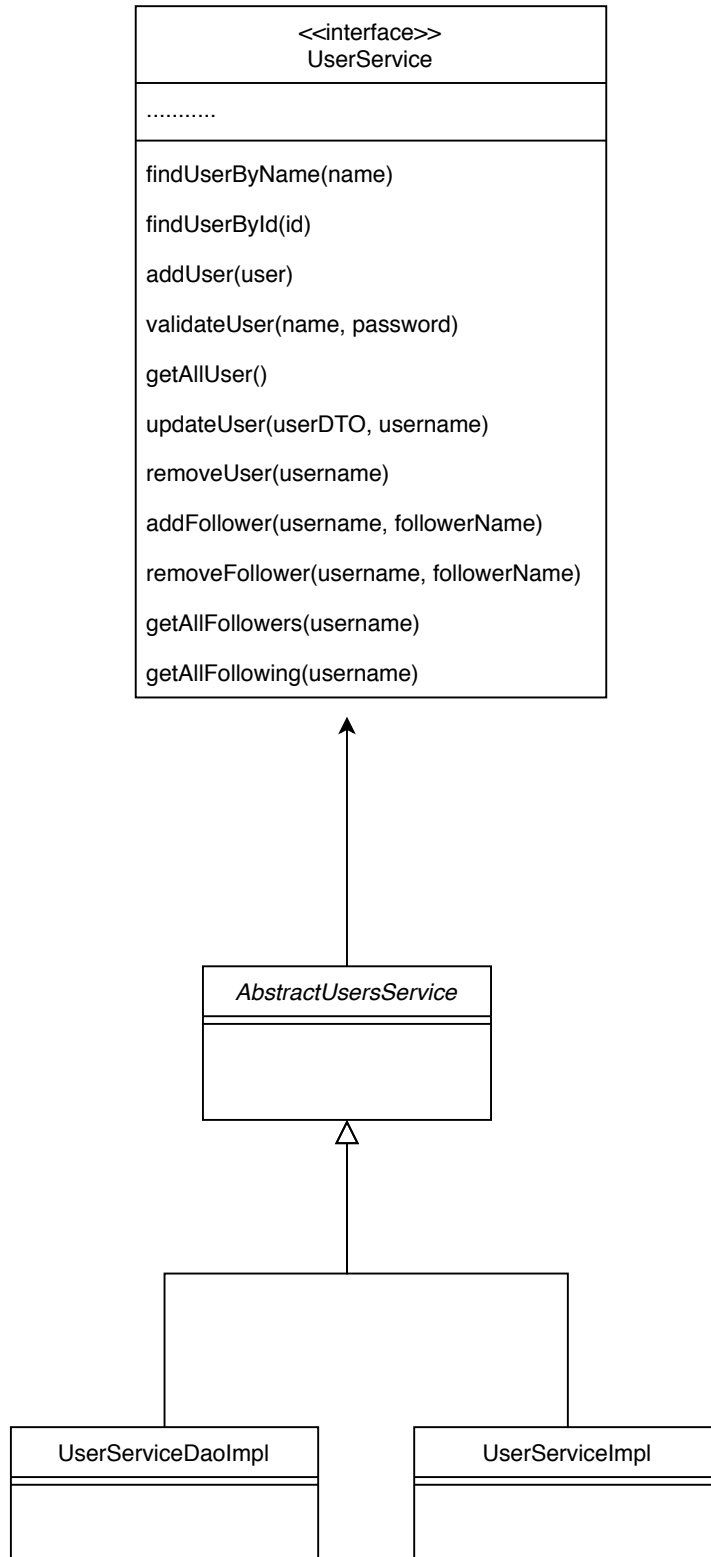 <<interface>>
UserService
...........
findUserByName(name)
findUserById(id)
addUser(user)
validateUser(name, password)
getAllUser()
updateUser(userDTO, username)
removeUser(username)
addFollower(username, followerName)
removeFollower(username, followerName)
getAllFollowers(username)
getAllFollowing(username)
AbstractUsersService
UserServiceDaoImpl
UserServiceImpl